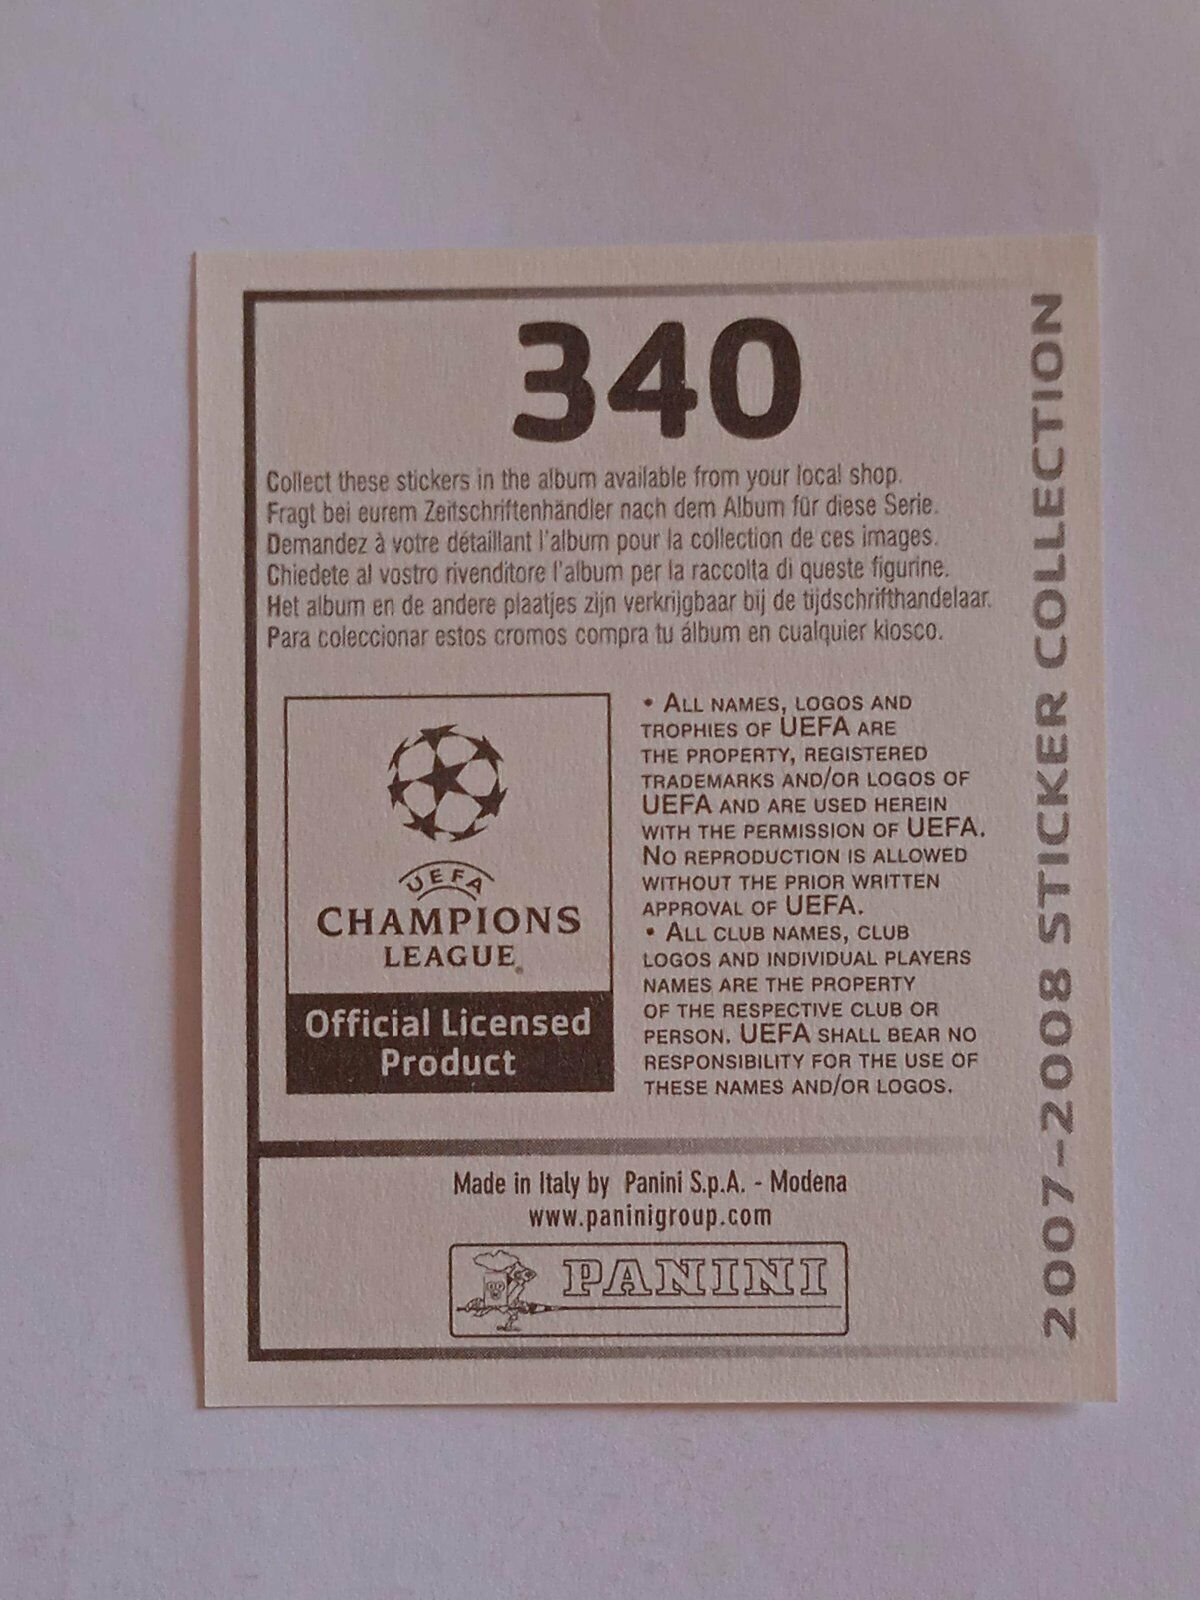 340
Collect these stickers in the album available from your local shop.
Fragt bei eurem Zeitschriftenhändler nach dem Album für diese Serie.
Demandez à votre détaillant l'album pour la collection de ces images.
Chiedete al vostro rivenditore l'album per la raccolta di queste figurine.
Het album en de andere plaatjes zijn verkrijgbaar bij de tijdschrifthandelaar.
Para coleccionar estos cromos compra tu álbum en cualquier kiosco.
UEFA
CHAMPIONS
LEAGUE
Official Licensed
Product
• ALL NAMES, LOGOS AND
TROPHIES OF UEFA ARE
THE PROPERTY, REGISTERED
TRADEMARKS AND/OR LOGOS OF
UEFA AND ARE USED HEREIN
WITH THE PERMISSION OF UEFA.
NO REPRODUCTION IS ALLOWED
WITHOUT THE PRIOR WRITTEN
APPROVAL OF UEFA.
• ALL CLUB NAMES, CLUB
LOGOS AND INDIVIDUAL PLAYERS
NAMES ARE THE PROPERTY
OF THE RESPECTIVE CLUB OR
PERSON. UEFA SHALL BEAR NO
RESPONSIBILITY FOR THE USE OF
THESE NAMES AND/OR LOGOS.
Made in Italy by Panini S.p.A. - Modena
www.paninigroup.com
PANINI
2007-2008 STICKER COLLECTION